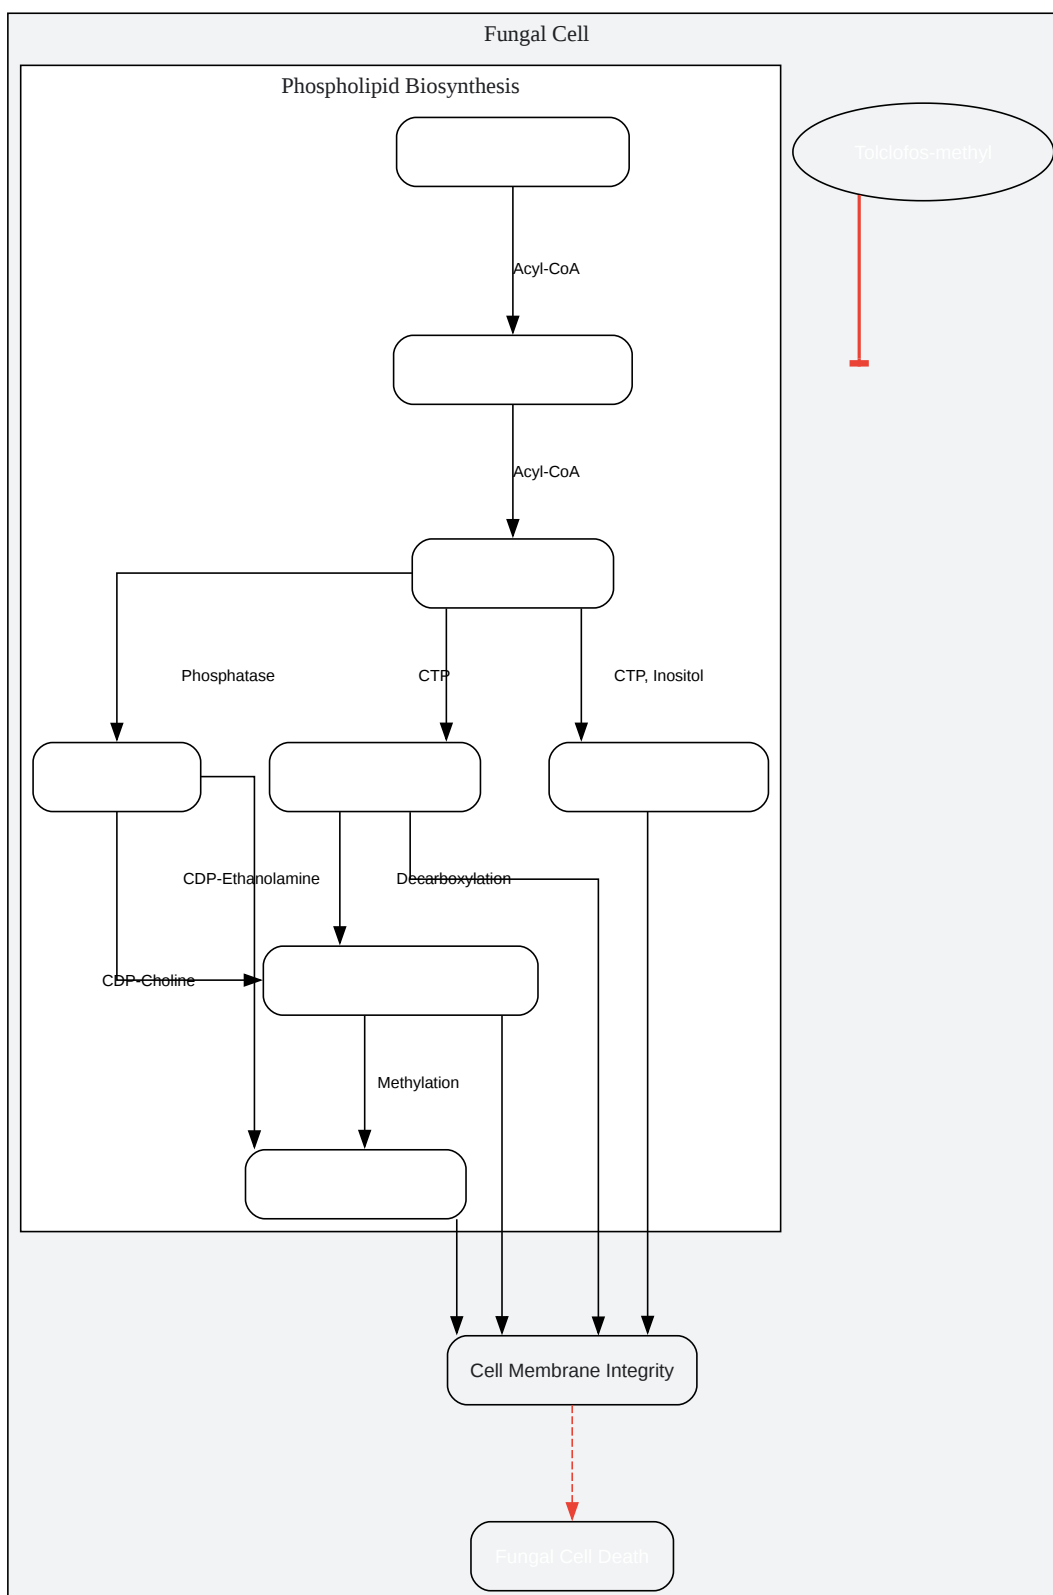 Fungal Cell
Phospholipid Biosynthesis
Tolclofos-methyl
Acyl-CoA
Acyl-CoA
Phosphatase
CTP
CTP, Inositol
CDP-Ethanolamine
Decarboxylation
CDP-Choline
Methylation
Cell Membrane Integrity
Fungal Cell Death